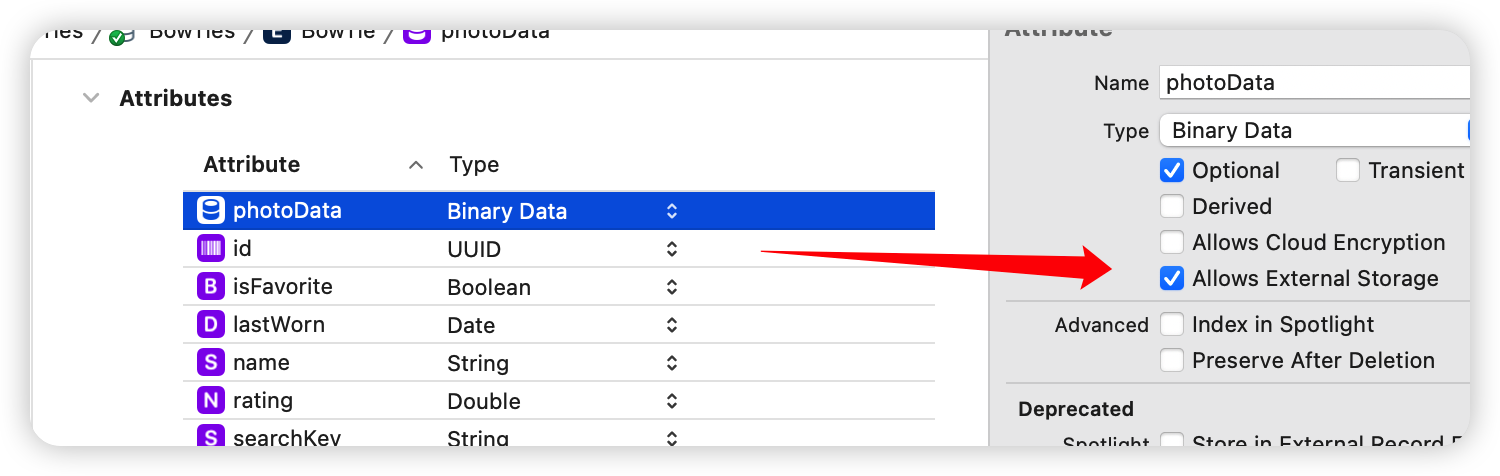 Ties / BowTies / BowTie / photoData
Attributes
Attribute Type
photoData Binary Data
id UUID
B isFavorite Boolean
D lastWorn Date
S name String
N rating Double
S searchKey String
Attribute
Name photoData
Type Binary Data
Optional Transient
Derived
Allows Cloud Encryption
Allows External Storage
Advanced Index in Spotlight
Preserve After Deletion
Deprecated
Spotlight Store in External Record